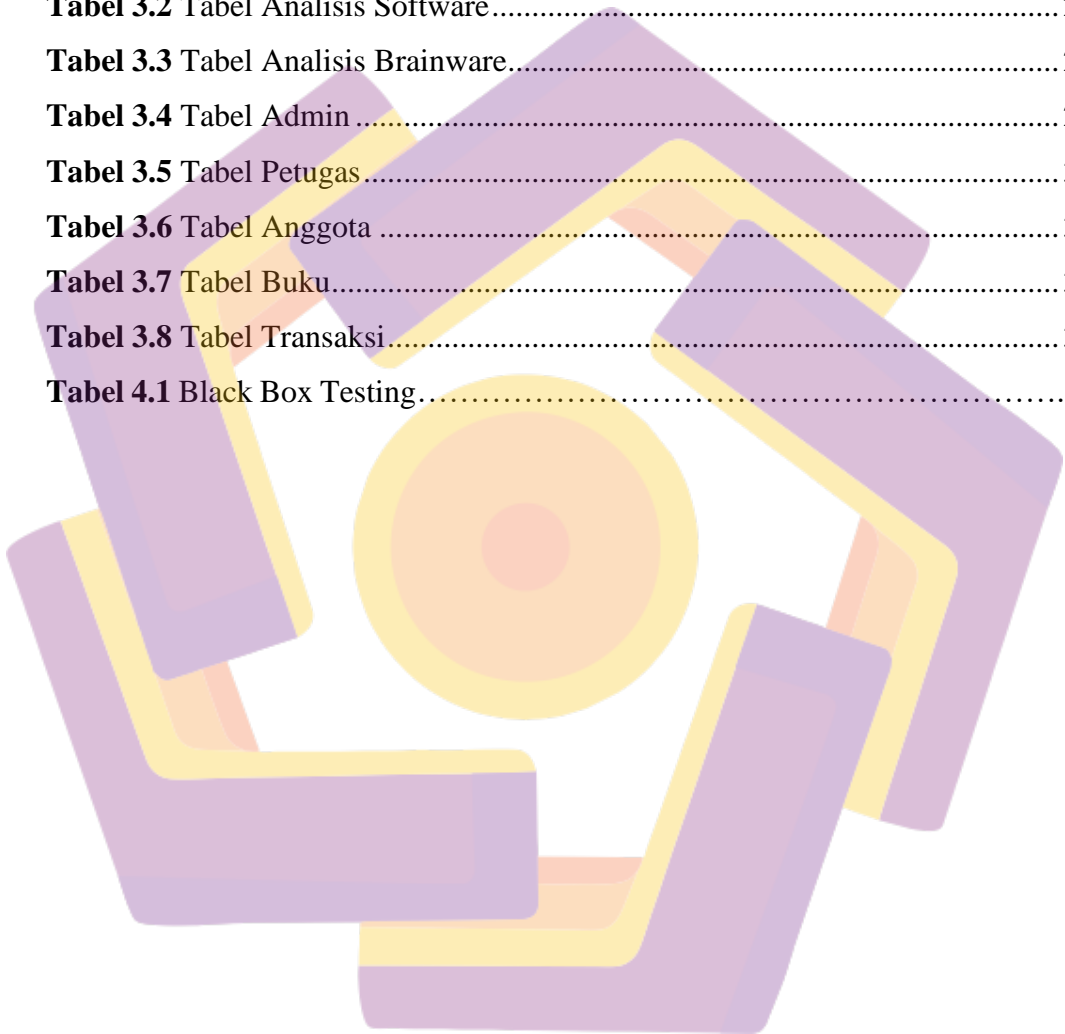 Tabel 3.2 Tabel Analisis Software........................................................................
Tabel 3.3 Tabel Analisis Brainware.....................................................................
Tabel 3.4 Tabel Admin .........................................................................................
Tabel 3.5 Tabel Petugas........................................................................................
Tabel 3.6 Tabel Anggota ......................................................................................
Tabel 3.7 Tabel Buku............................................................................................
Tabel 3.8 Tabel Transaksi.....................................................................................
Tabel 4.1 Black Box Testing…………………………………………………………..